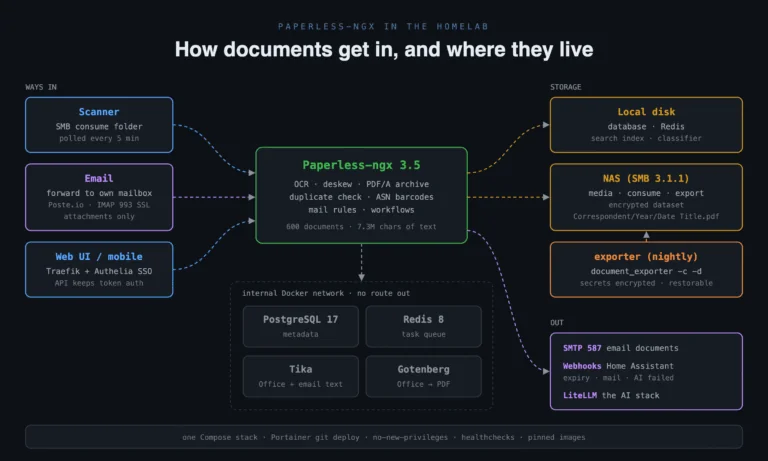 PAPERLESS-NGX IN THE HOMELAB
How documents get in, and where they live
WAYS IN
Scanner
SMB consume folder
polled every 5 min
Email
forward to own mailbox
Poste.io · IMAP 993 SSL
attachments only
Web UI / mobile
Traefik + Authelia SSO
API keeps token auth
Paperless-ngx 3.5
OCR · deskew · PDF/A archive
duplicate check · ASN barcodes
mail rules · workflows
600 documents · 7.3M chars of text
internal Docker network · no route out
PostgreSQL 17
metadata
Redis 8
task queue
Tika
Office + email text
Gotenberg
Office → PDF
STORAGE
Local disk
database · Redis
search index · classifier
NAS (SMB 3.1.1)
media · consume · export
encrypted dataset
Correspondent/Year/Date Title.pdf
exporter (nightly)
document_exporter -c -d
secrets encrypted · restorable
OUT
SMTP 587 email documents
Webhooks Home Assistant
expiry · mail · AI failed
LiteLLM the AI stack
one Compose stack · Portainer git deploy · no-new-privileges · healthchecks · pinned images